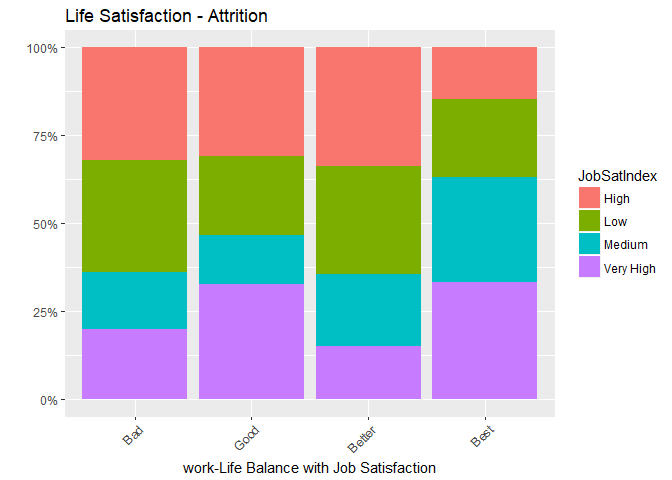 Life Satisfaction - Attrition
100%
75%
50%
25%
0%
Bad
Good
Better
Best
work-Life Balance with Job Satisfaction
JobSatIndex
High
Low
Medium
Very High